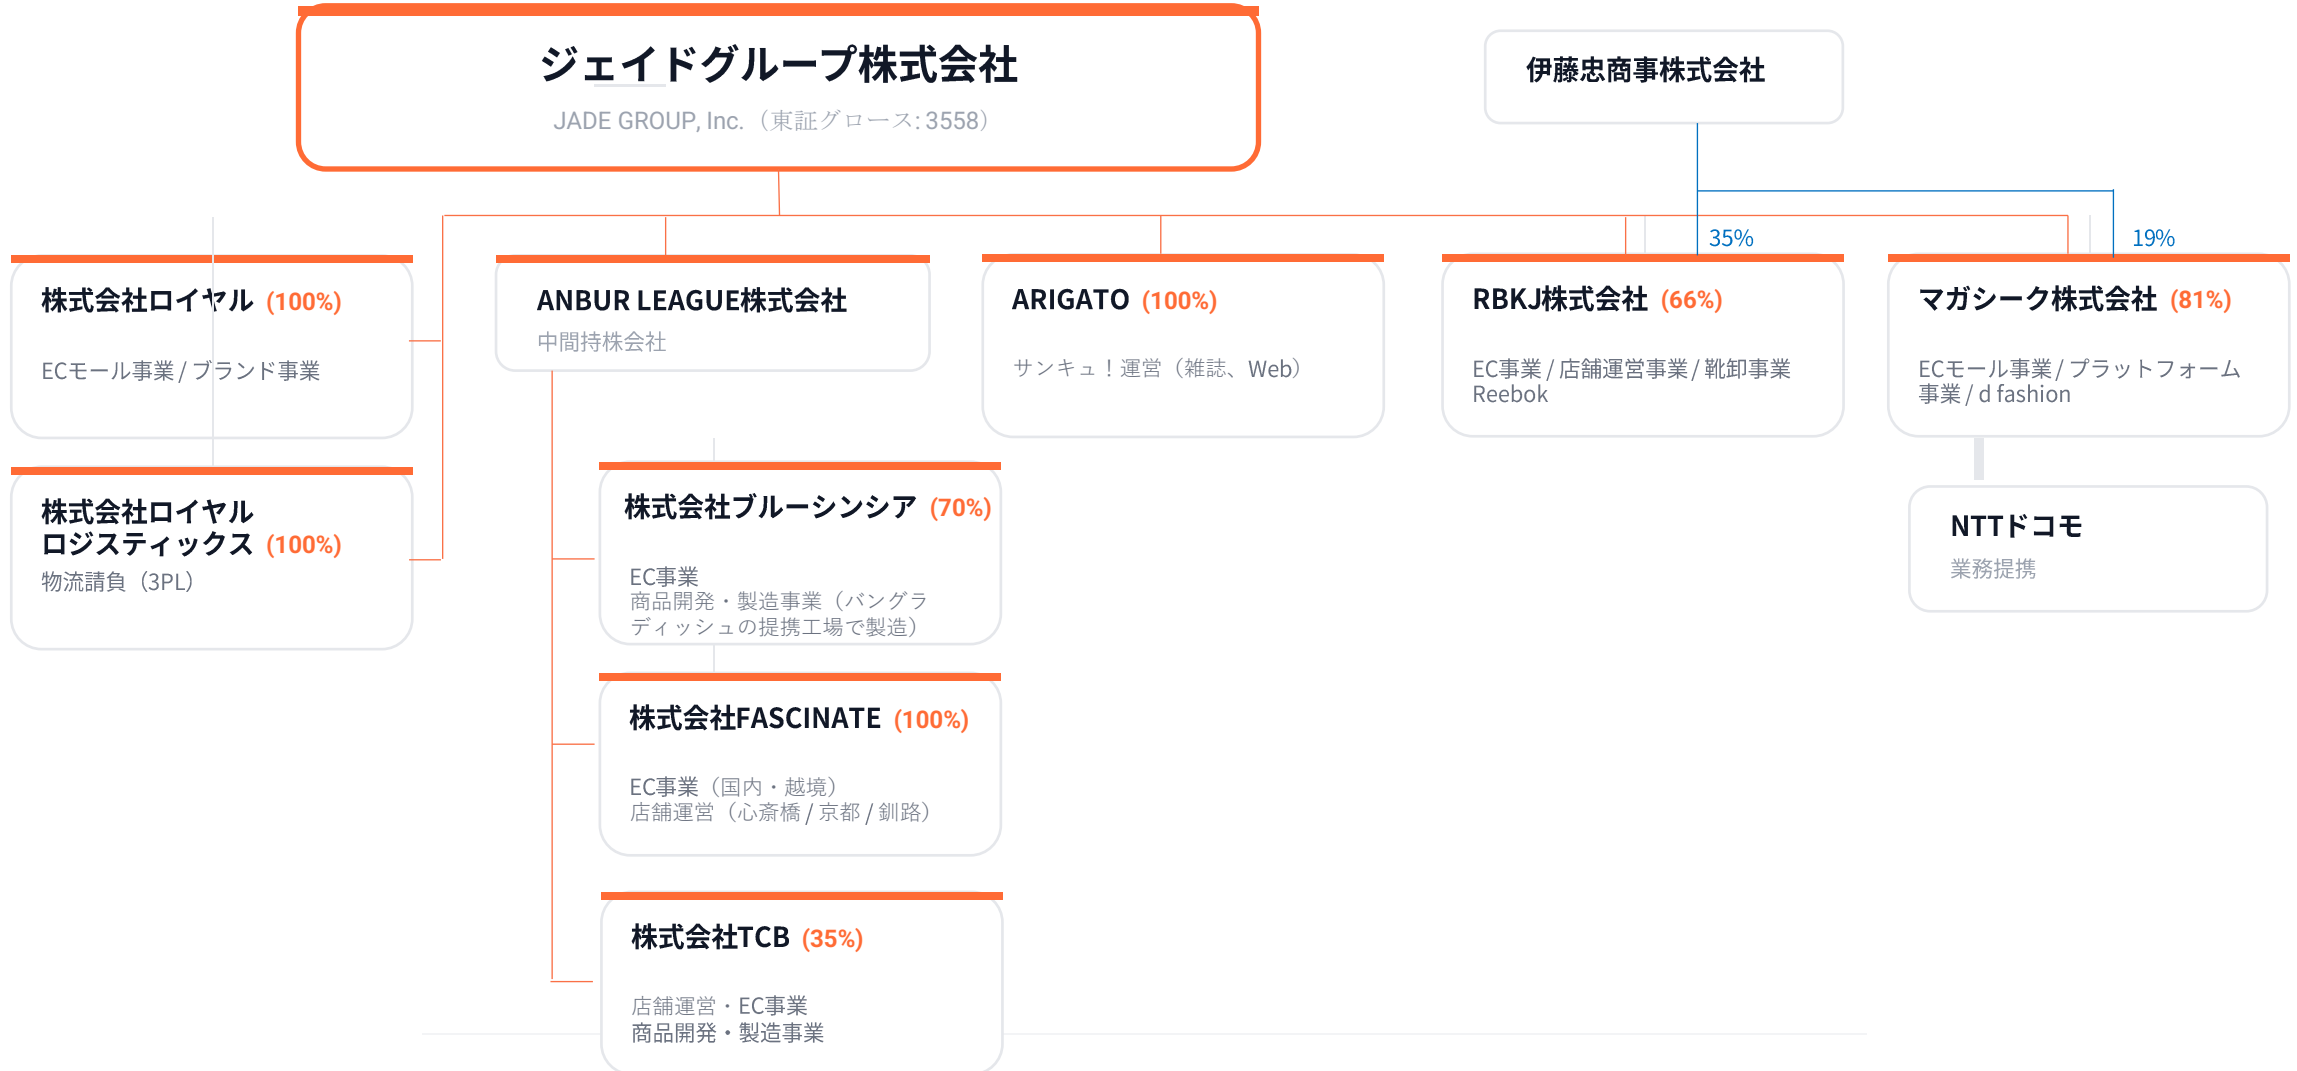 ジェイドグループ株式会社
JADE GROUP, Inc.（東証グロース: 3558）
伊藤忠商事株式会社
35%
19%
株式会社ロイヤル (100%)
ECモール事業 / ブランド事業
株式会社ロイヤル
ロジスティックス (100%)
物流請負（3PL）
ANBUR LEAGUE株式会社
中間持株会社
株式会社ブルーシンシア (70%)
EC事業
商品開発・製造事業（バングラ
ディッシュの提携工場で製造）
株式会社FASCINATE (100%)
EC事業（国内・越境）
店舗運営（心斎橋 / 京都 / 釧路）
株式会社TCB (35%)
店舗運営・EC事業
商品開発・製造事業
ARIGATO (100%)
サンキュ！運営（雑誌、Web）
RBKJ株式会社 (66%)
EC事業 / 店舗運営事業 / 靴卸事業
Reebok
マガシーク株式会社 (81%)
ECモール事業 / プラットフォーム
事業 / d fashion
NTTドコモ
業務提携